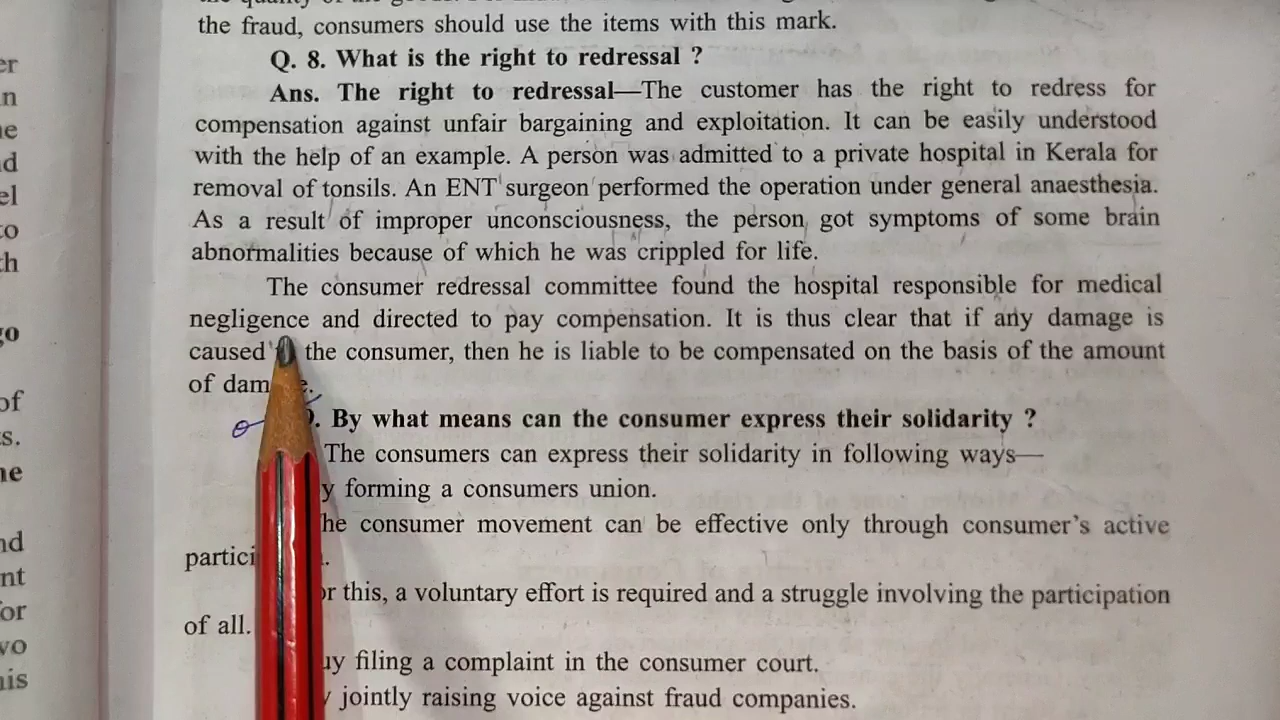 the fraud, consumers should use the items with this mark.
Q. 8. What is the right to redressal ?
Ans. The right to redressal—The customer has the right to redress for
compensation against unfair bargaining and exploitation. It can be easily understood
with the help of an example. A person was admitted to a private hospital in Kerala for
removal of tonsils. An ENT surgeon performed the operation under general anaesthesia.
As a result of improper unconsciousness, the person got symptoms of some brain
abnormalities because of which he was crippled for life.
The consumer redressal committee found the hospital responsible for medical
negligence and directed to pay compensation. It is thus clear that if any damage is
caused the consumer, then he is liable to be compensated on the basis of the amount
of
By what means can the consumer express their solidarity ?
The consumers can express their solidarity in following ways—
forming a consumers union.
consumer movement can be effective only through consumer's active
this, a voluntary effort is required and a struggle involving the participation
of all.
filing a complaint in the consumer court.
jointly raising voice against fraud companies.